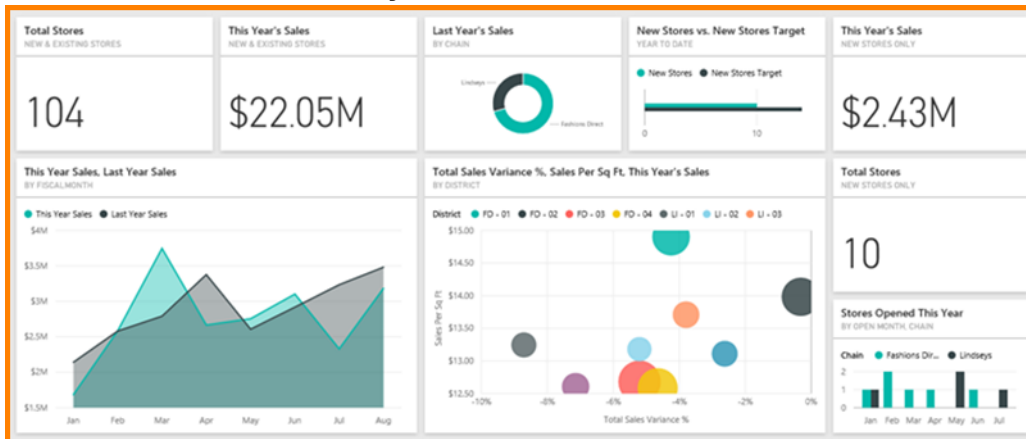 Total Stores
NEW & EXISTING STORES
104
This Year's Sales
NEW & EXISTING STORES
$22.05M
Last Year's Sales
BY CHAIN
Lindseys
Fashions Direct
New Stores vs. New Stores Target
YEAR TO DATE
New Stores New Stores Target
0 10
This Year's Sales
NEW STORES ONLY
$2.43M
This Year Sales, Last Year Sales
BY FISCALMONTH
This Year Sales Last Year Sales
$4M
$3.5M
$3M
$2.5M
$2M
$1.5M
Jan Feb Mar Apr May Jun Jul Aug
Total Sales Variance %, Sales Per Sq Ft, This Year's Sales
BY DISTRICT
District FD - 01 FD - 02 FD - 03 FD - 04 LI - 01 LI - 02 LI - 03
Sales Per Sq Ft
$15.00
$14.50
$14.00
$13.50
$13.00
$12.50
-10% -8% -6% -4% -2% 0%
Total Sales Variance %
Total Stores
NEW STORES ONLY
10
Stores Opened This Year
BY OPEN MONTH, CHAIN
Chain Fashions Dir... Lindseys
2
1
0
Jan Feb Mar Apr May Jun Jul